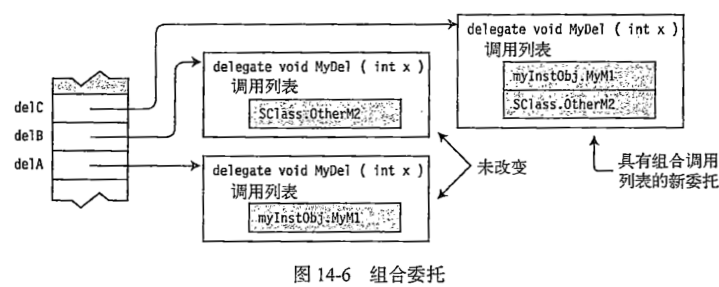 delegate void MyDel ( int x )
调用列表
myInstObj.MyM1
SClass.OtherM2
delegate void MyDel ( int x )
调用列表
SClass.OtherM2
delC
delB
delA
delegate void MyDel ( int x )
调用列表
myInstObj.MyM1
未改变
具有组合调用
列表的新委托
图 14-6 组合委托